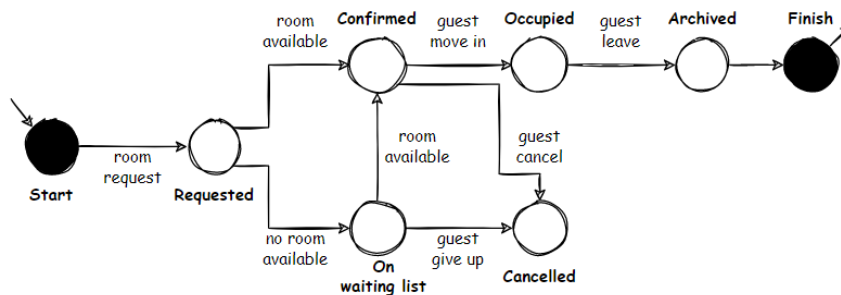 room
available
Confirmed
guest
move in
Occupied
guest
leave
Archived
Finish
Start
room
request
Requested
room
available
guest
cancel
no room
available
On
waiting list
guest
give up
Cancelled